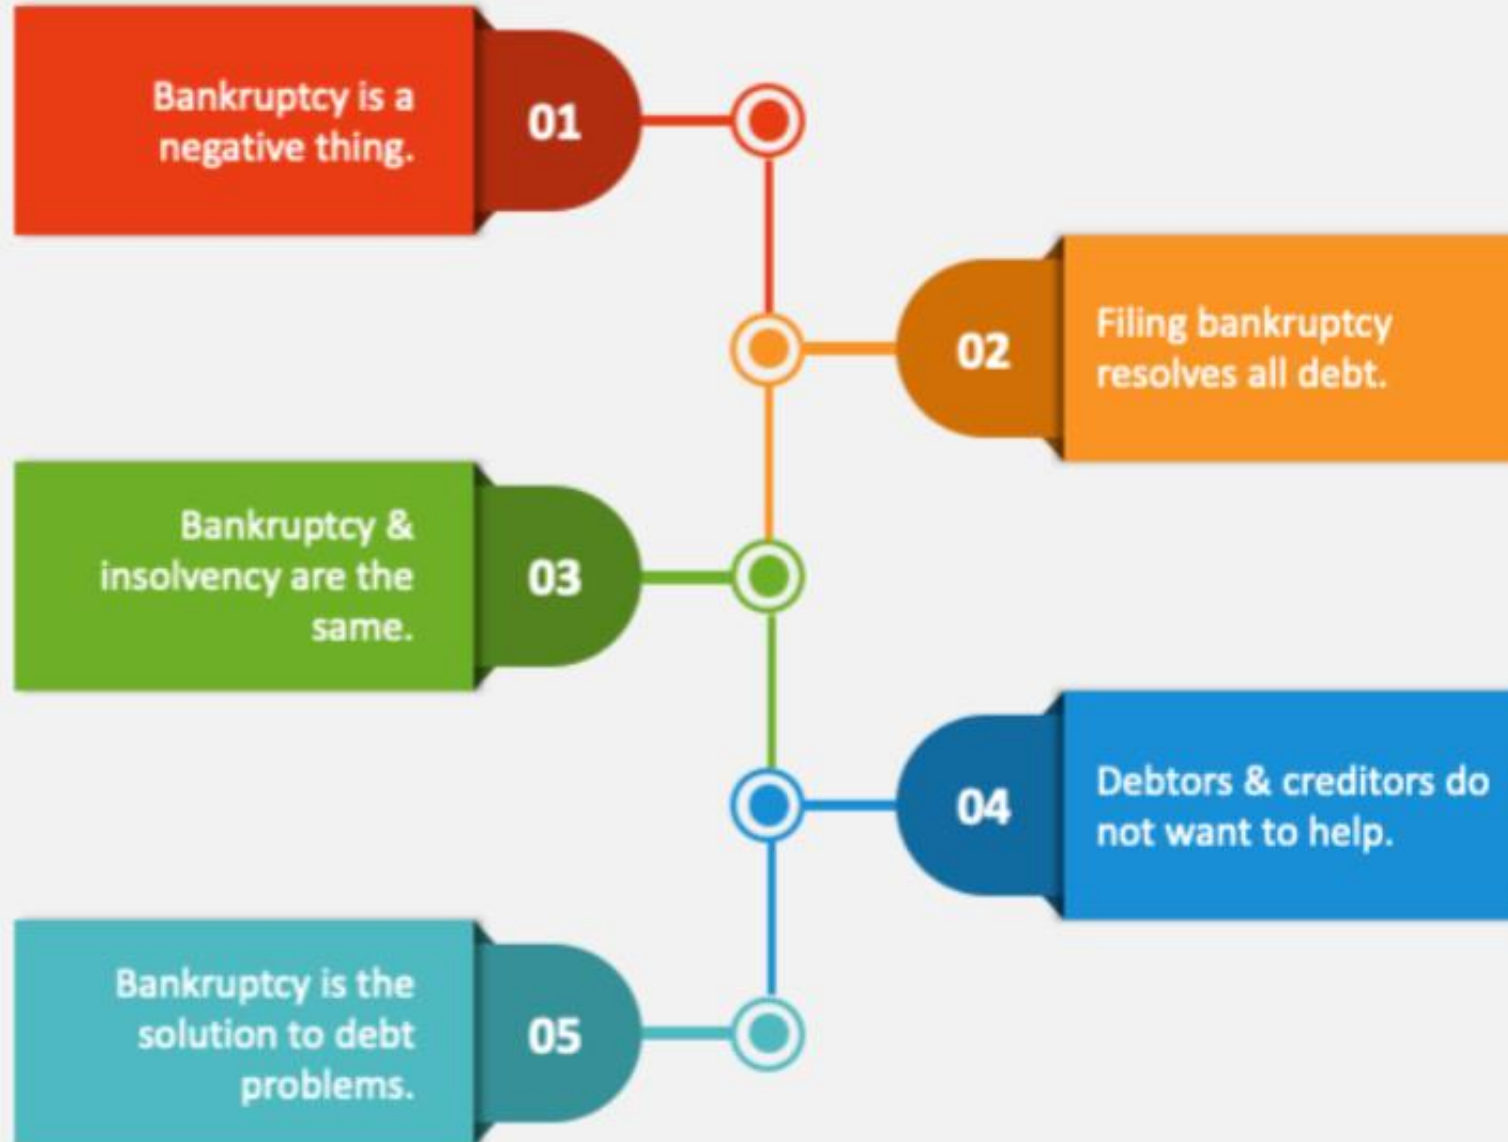 Bankruptcy is a
negative thing.
01
02
Filing bankruptcy
resolves all debt.
Bankruptcy &
insolvency are the
same.
03
04
Debtors & creditors do
not want to help.
Bankruptcy is the
solution to debt
problems.
05